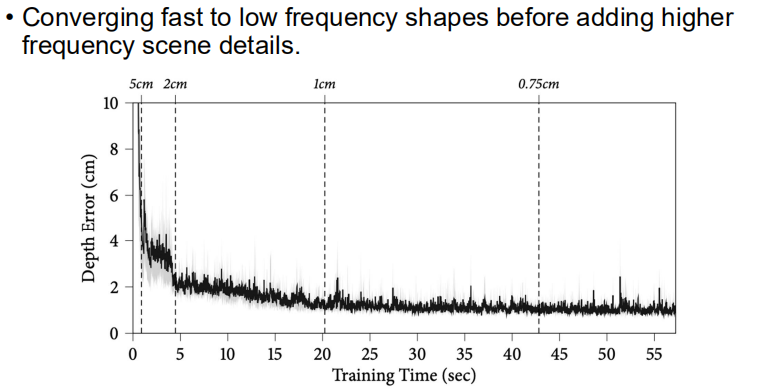 • Converging fast to low frequency shapes before adding higher
frequency scene details.
5cm 2cm 1cm 0.75cm
10
8
6
4
2
0
Depth Error (cm)
0 5 10 15 20 25 30 35 40 45 50 55
Training Time (sec)